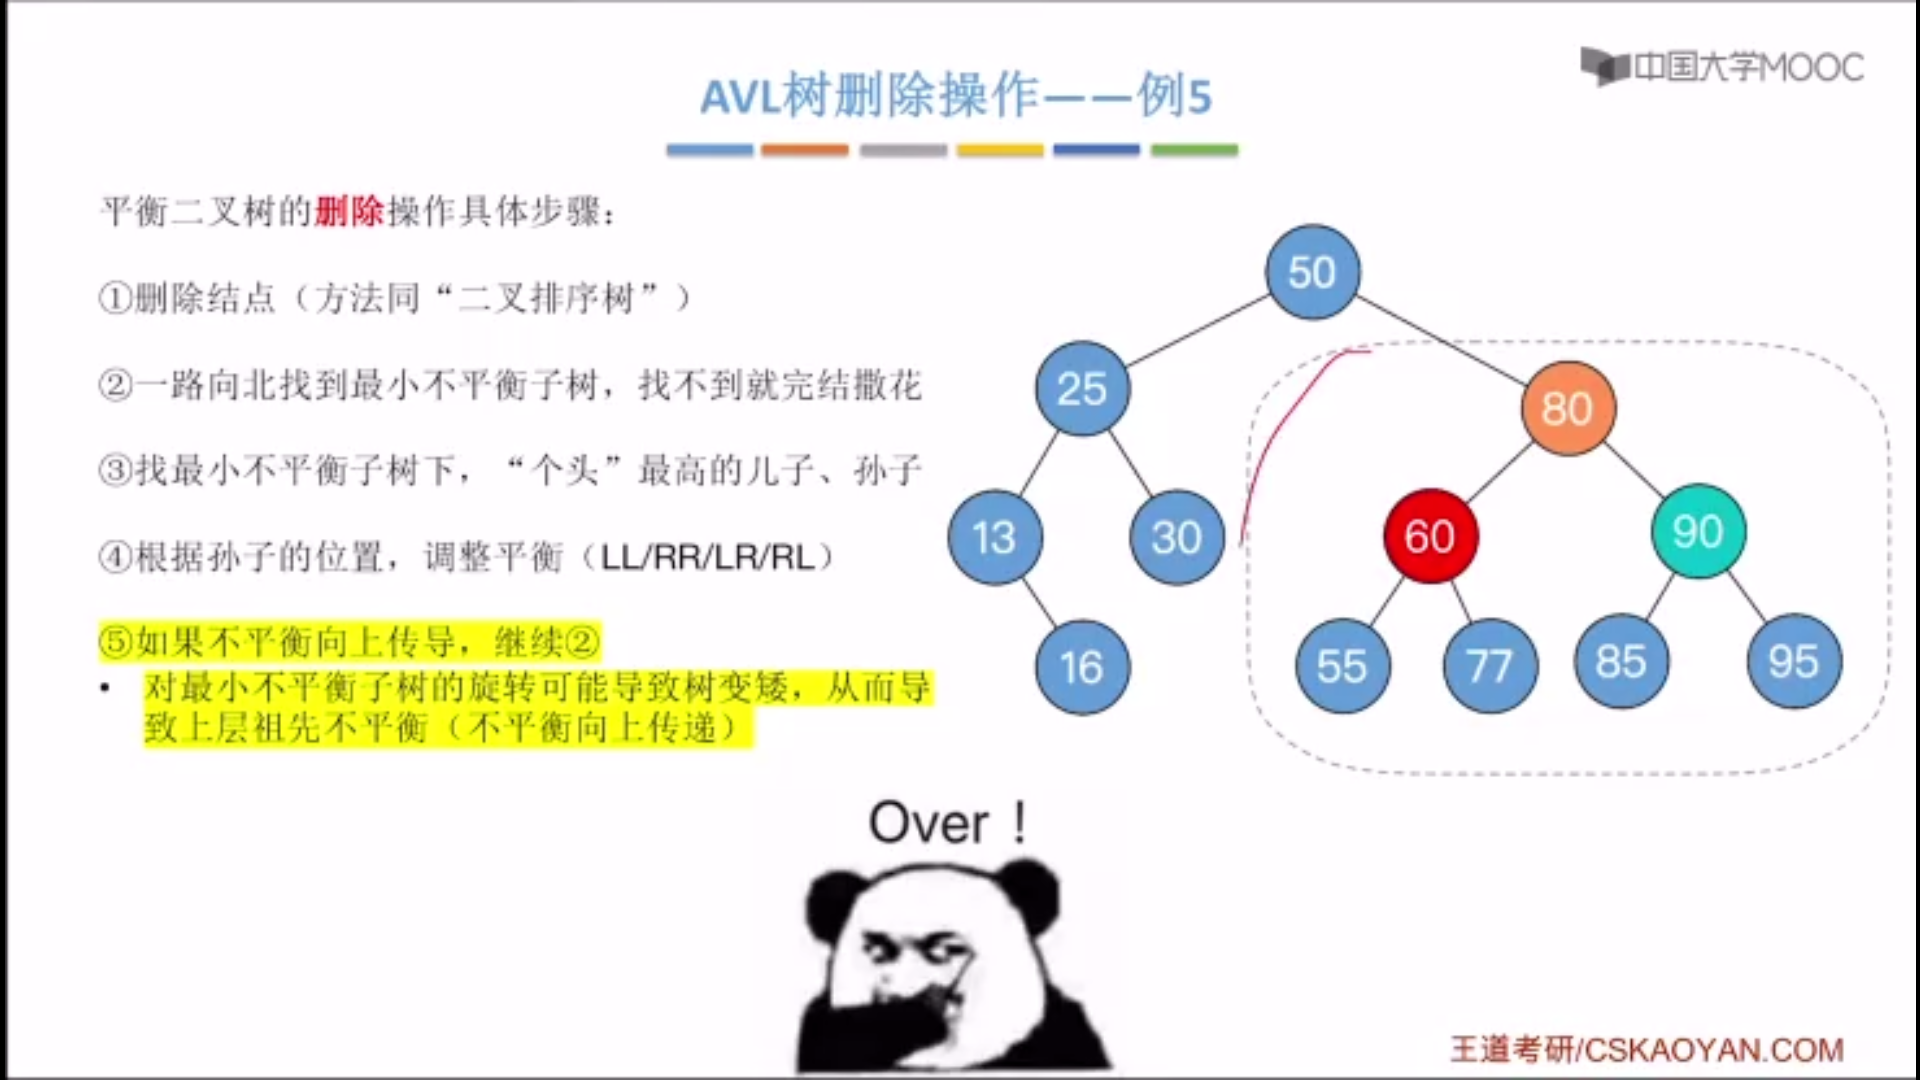 中国大学MOOC
AVL树删除操作——例5
平衡二叉树的删除操作具体步骤：
①删除结点（方法同“二叉排序树”）
②一路向北找到最小不平衡子树，找不到就完结撒花
③找最小不平衡子树下，“个头”最高的儿子、孙子
④根据孙子的位置，调整平衡（LL/RR/LR/RL）
⑤如果不平衡向上传导，继续②
• 对最小不平衡子树的旋转可能导致树变矮，从而导
致上层祖先不平衡（不平衡向上传递）
50
25
80
13
30
60
90
16
55
77
85
95
Over！
王道考研/CSKAOYAN.COM